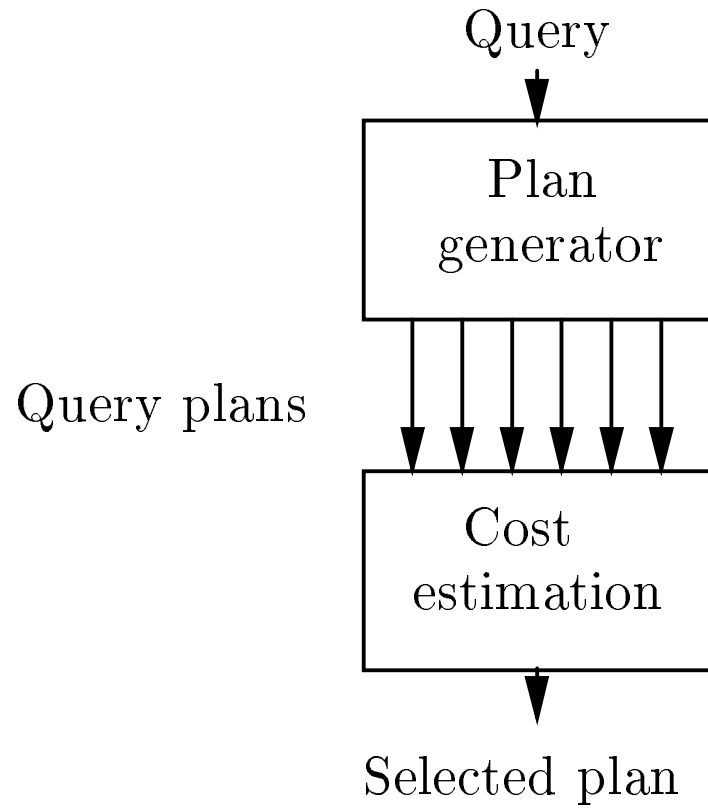 Query
Plan
generator
Query plans
Cost
estimation
Selected plan